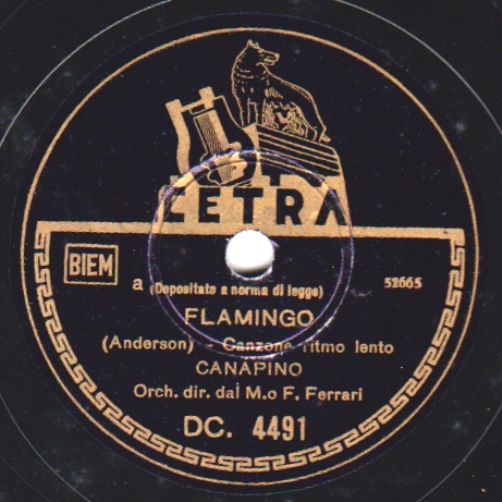 CETRA
BIEM
a (Depositato a norma di legge) 52665
FLAMINGO
(Anderson) - Canzone ritmo lento
CANAPINO
Orch. dir. dal M.o F. Ferrari
DC. 4491